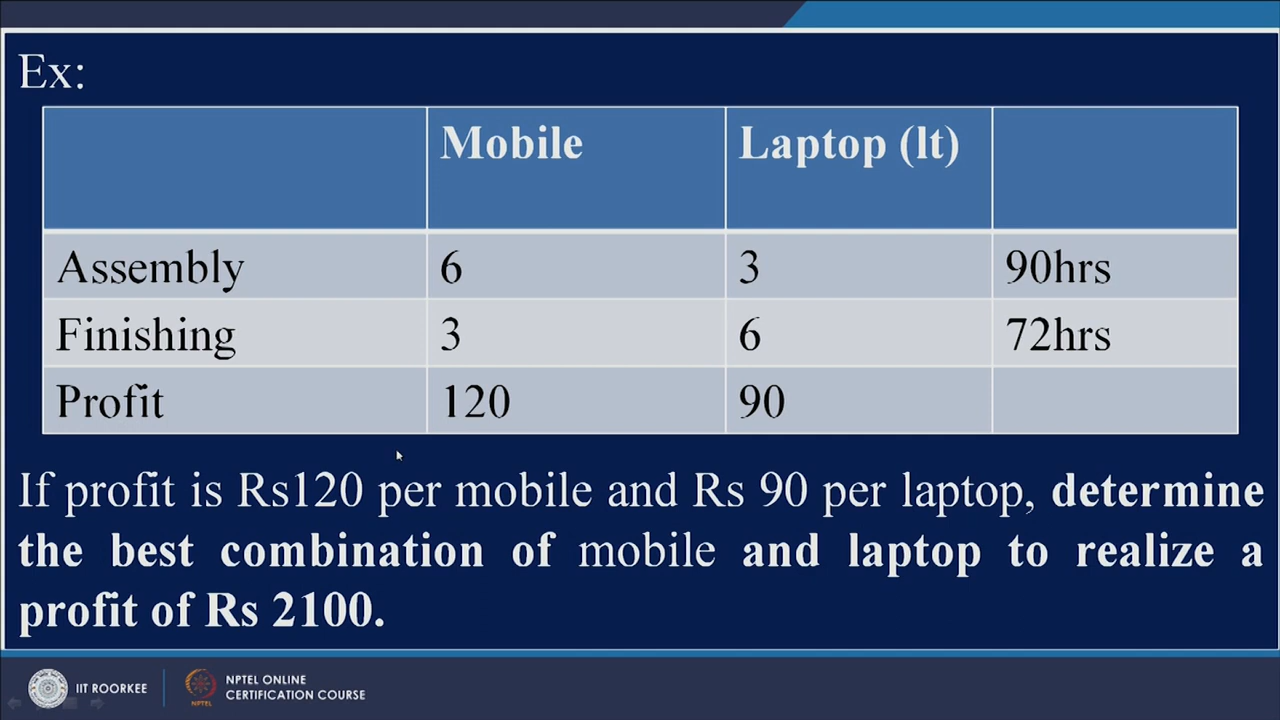 Ex:
Mobile Laptop (lt)
Assembly 6 3 90hrs
Finishing 3 6 72hrs
Profit 120 90
If profit is Rs120 per mobile and Rs 90 per laptop, determine
the best combination of mobile and laptop to realize a
profit of Rs 2100.
IIT ROORKEE
NPTEL
NPTEL ONLINE
CERTIFICATION COURSE